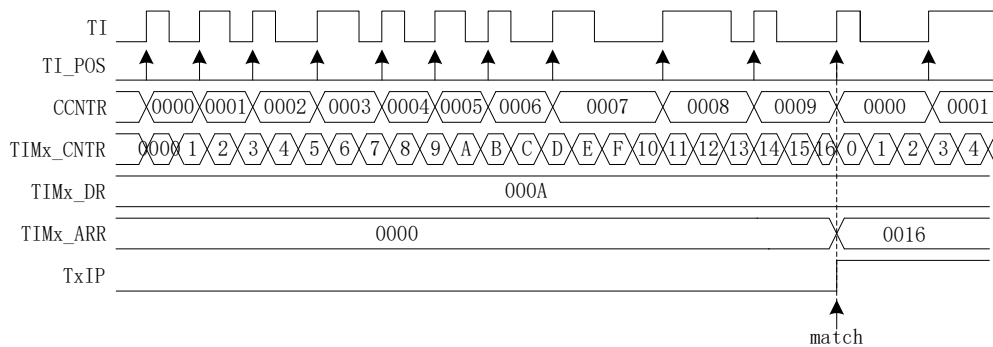 TI
TI_POS
CCNTR 0000 0001 0002 0003 0004 0005 0006 0007 0008 0009 0000 0001
TIMx_CNTR 0000 1 2 3 4 5 6 7 8 9 A B C D E F 10 11 12 13 14 15 16 0 1 2 3 4
TIMx_DR 000A
TIMx_ARR 0000 0016
TxIP
match